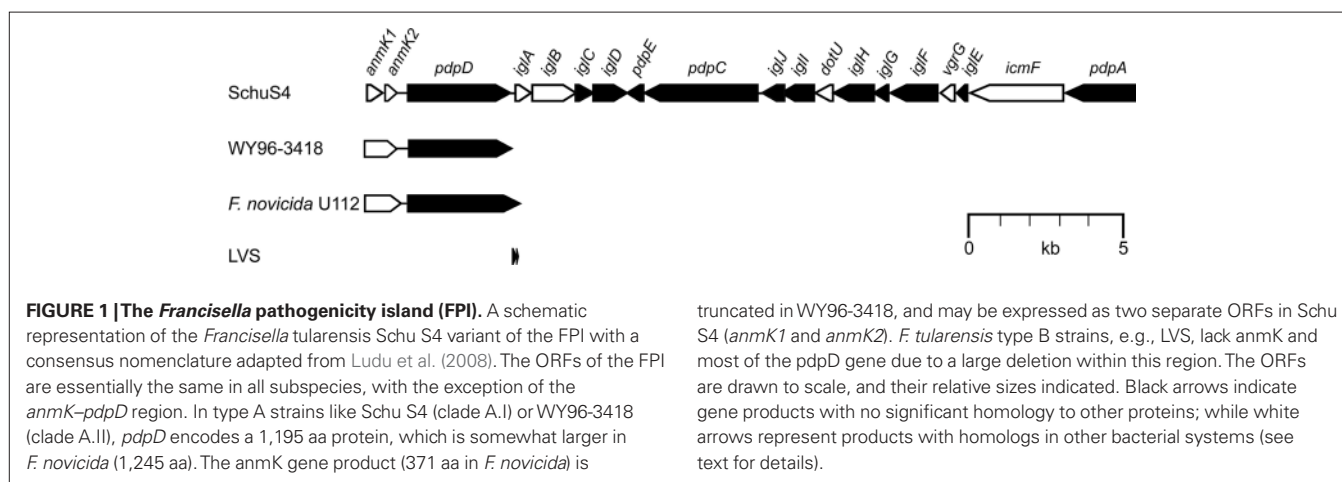 anmK1
anmK2
pdpD
iglA
iglB
iglC
iglD
pdpE
pdpC
iglJ
iglI
dotU
iglH
iglG
iglF
vgrG
iglE
icmF
pdpA
SchuS4
WY96-3418
F. novicida U112
LVS
0 kb 5
FIGURE 1 | The Francisella pathogenicity island (FPI). A schematic
representation of the Francisella tularensis Schu S4 variant of the FPI with a
consensus nomenclature adapted from Ludu et al. (2008). The ORFs of the FPI
are essentially the same in all subspecies, with the exception of the
anmK–pdpD region. In type A strains like Schu S4 (clade A.I) or WY96-3418
(clade A.II), pdpD encodes a 1,195 aa protein, which is somewhat larger in
F. novicida (1,245 aa). The anmK gene product (371 aa in F. novicida) is
truncated in WY96-3418, and may be expressed as two separate ORFs in Schu
S4 (anmK1 and anmK2). F. tularensis type B strains, e.g., LVS, lack anmK and
most of the pdpD gene due to a large deletion within this region. The ORFs
are drawn to scale, and their relative sizes indicated. Black arrows indicate
gene products with no significant homology to other proteins; while white
arrows represent products with homologs in other bacterial systems (see
text for details).